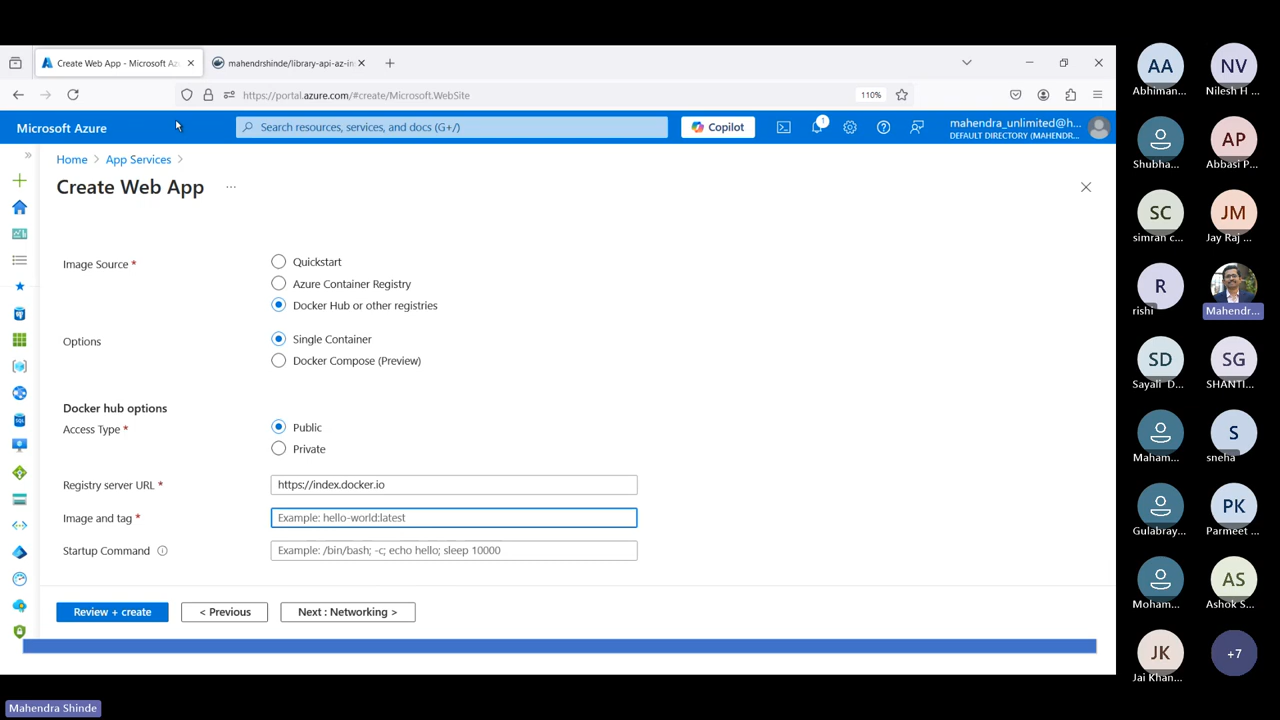 Create Web App - Microsoft Az
mahendrshinde/library-api-az-in
https://portal.azure.com/#create/Microsoft.WebSite
110%
Microsoft Azure
Search resources, services, and docs (G+/)
Copilot
1
mahendra_unlimited@h...
DEFAULT DIRECTORY (MAHENDR...
Home > App Services >
Create Web App
...
Image Source *
Quickstart
Azure Container Registry
Docker Hub or other registries
Options
Single Container
Docker Compose (Preview)
Docker hub options
Access Type *
Public
Private
Registry server URL *
https://index.docker.io
Image and tag *
Example: hello-world:latest
Startup Command
Example: /bin/bash; -c; echo hello; sleep 10000
Review + create
< Previous
Next : Networking >
Mahendra Shinde
AA
Abhiman...
NV
Nilesh H ...
Shubha...
AP
Abbasi P...
SC
simran c...
JM
Jay Raj ...
R
rishi
Mahendr...
SD
Sayali D...
SG
SHANTI...
Maham...
S
sneha
Gulabray...
PK
Parmeet ...
Moham...
AS
Ashok S...
JK
Jai Khan...
+7